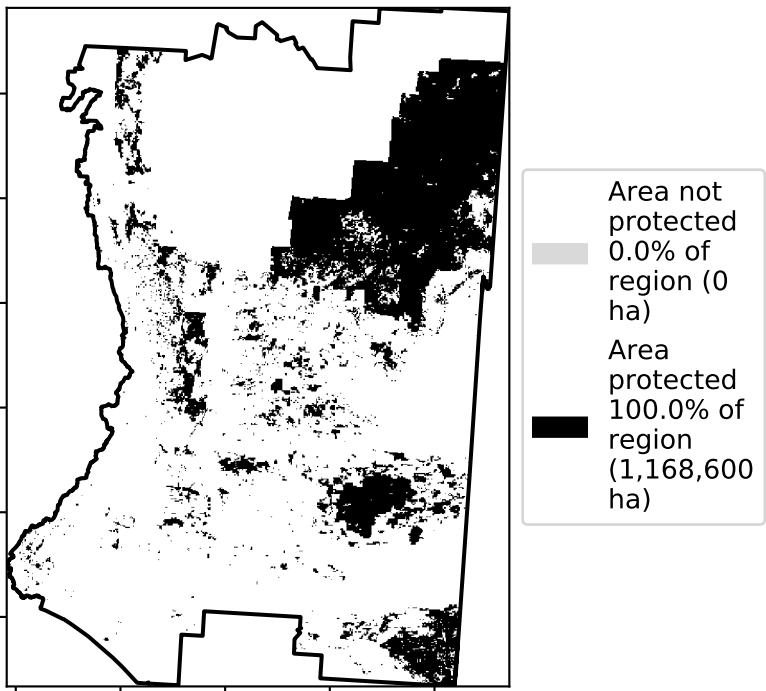 Area not
protected
0.0% of
region (0
ha)
Area
protected
100.0% of
region
(1,168,600
ha)